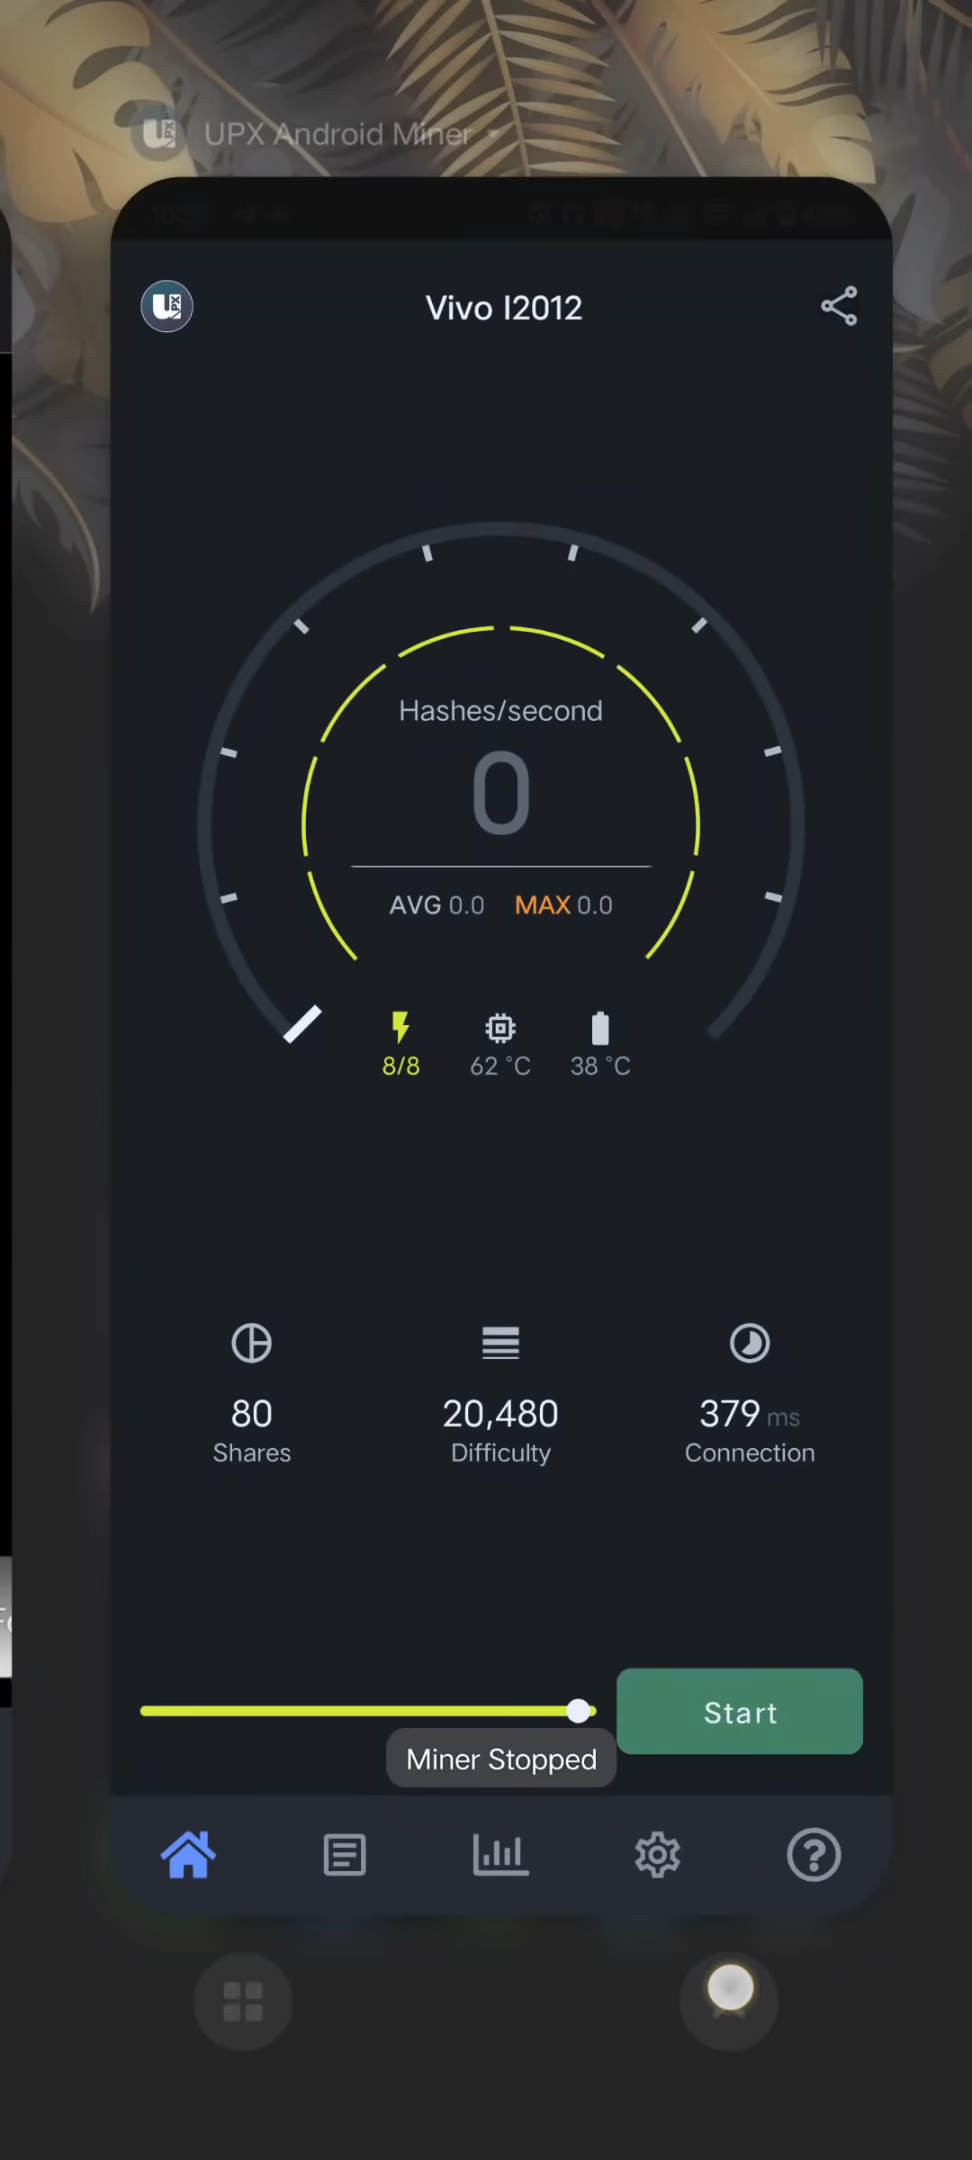 UPX Android Miner
Vivo I2012
Hashes/second
0
AVG 0.0 MAX 0.0
8/8 62 °C 38 °C
80 20,480 379 ms
Shares Difficulty Connection
Start
Miner Stopped